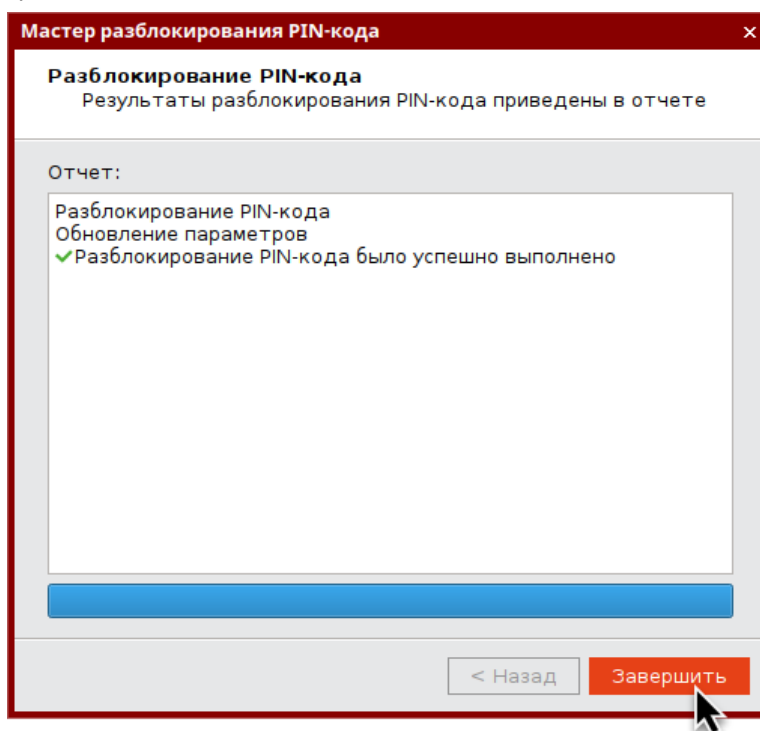 Мастер разблокирования PIN-кода
Разблокирование PIN-кода
Результаты разблокирования PIN-кода приведены в отчете
Отчет:
Разблокирование PIN-кода
Обновление параметров
Разблокирование PIN-кода было успешно выполнено
< Назад
Завершить